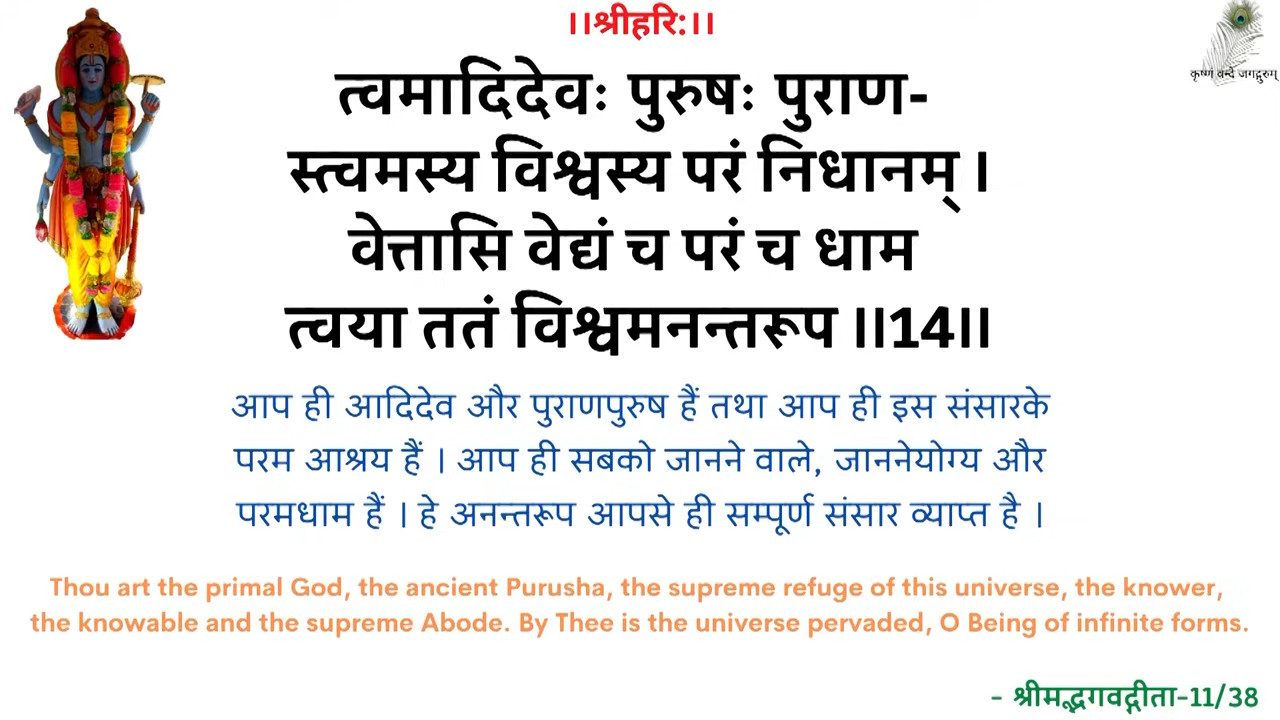 ।।श्रीहरि:।।
कृष्णं वन्दे जगद्गुरुम्
त्वमादिदेवः पुरुषः पुराण-
स्त्वमस्य विश्वस्य परं निधानम् ।
वेत्तासि वेद्यं च परं च धाम
त्वया ततं विश्वमनन्तरूप ।।14।।
आप ही आदिदेव और पुराणपुरुष हैं तथा आप ही इस संसारके
परम आश्रय हैं । आप ही सबको जानने वाले, जाननेयोग्य और
परमधाम हैं । हे अनन्तरूप आपसे ही सम्पूर्ण संसार व्याप्त है ।
Thou art the primal God, the ancient Purusha, the supreme refuge of this universe, the knower,
the knowable and the supreme Abode. By Thee is the universe pervaded, O Being of infinite forms.
- श्रीमद्भगवद्गीता-11/38